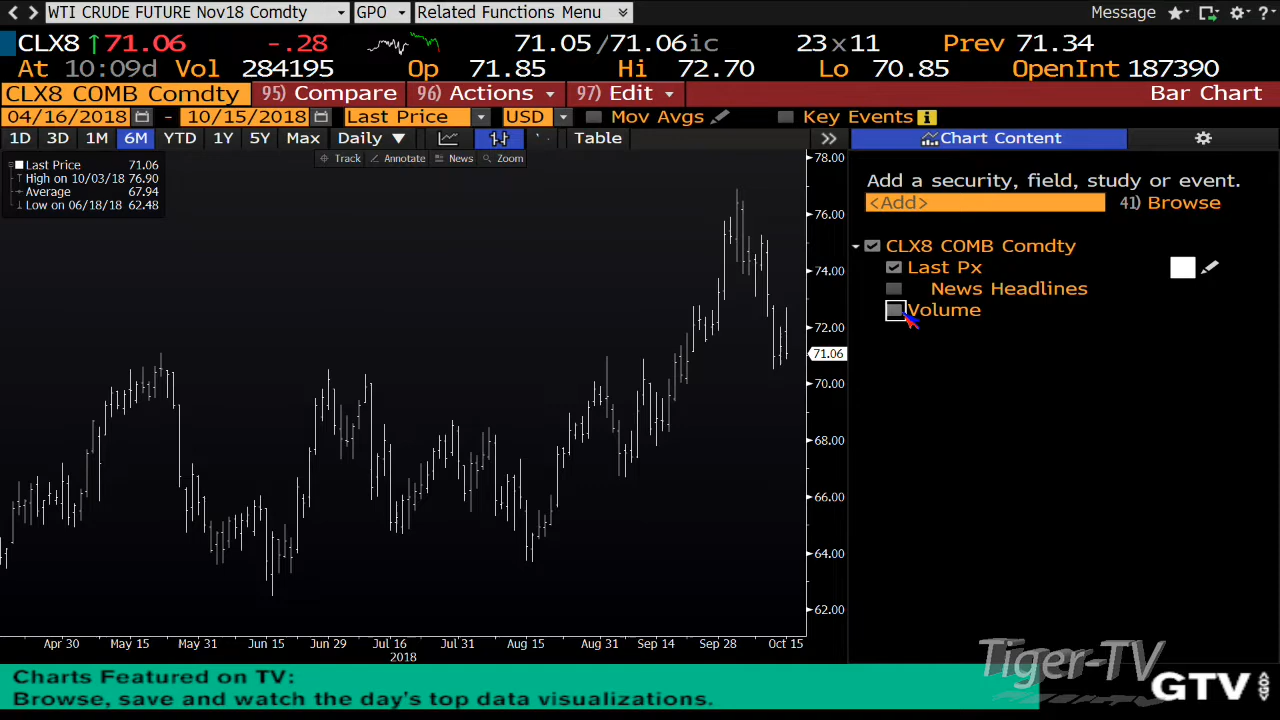 WTI CRUDE FUTURE Nov18 Comdty GPO Related Functions Menu Message ?
CLX8 ↑71.06 -.28 71.05/71.06ic 23x11 Prev 71.34
At 10:09d Vol 284195 Op 71.85 Hi 72.70 Lo 70.85 OpenInt 187390
CLX8 COMB Comdty 95) Compare 96) Actions 97) Edit Bar Chart
04/16/2018 - 10/15/2018 Last Price USD Mov Avgs Key Events i
1D 3D 1M 6M YTD 1Y 5Y Max Daily ▼ Table » Chart Content
Track Annotate News Zoom
Last Price 71.06
High on 10/03/18 76.90
Average 67.94
Low on 06/18/18 62.48
78.00
76.00
74.00
72.00
71.06
70.00
68.00
66.00
64.00
62.00
Add a security, field, study or event.
<Add> 41) Browse
CLX8 COMB Comdty
Last Px
News Headlines
Volume
Apr 30 May 15 May 31 Jun 15 Jun 29 Jul 16 Jul 31 Aug 15 Aug 31 Sep 14 Sep 28 Oct 15
2018
Tiger-TV
Charts Featured on TV:
Browse, save and watch the day's top data visualizations.
GTV